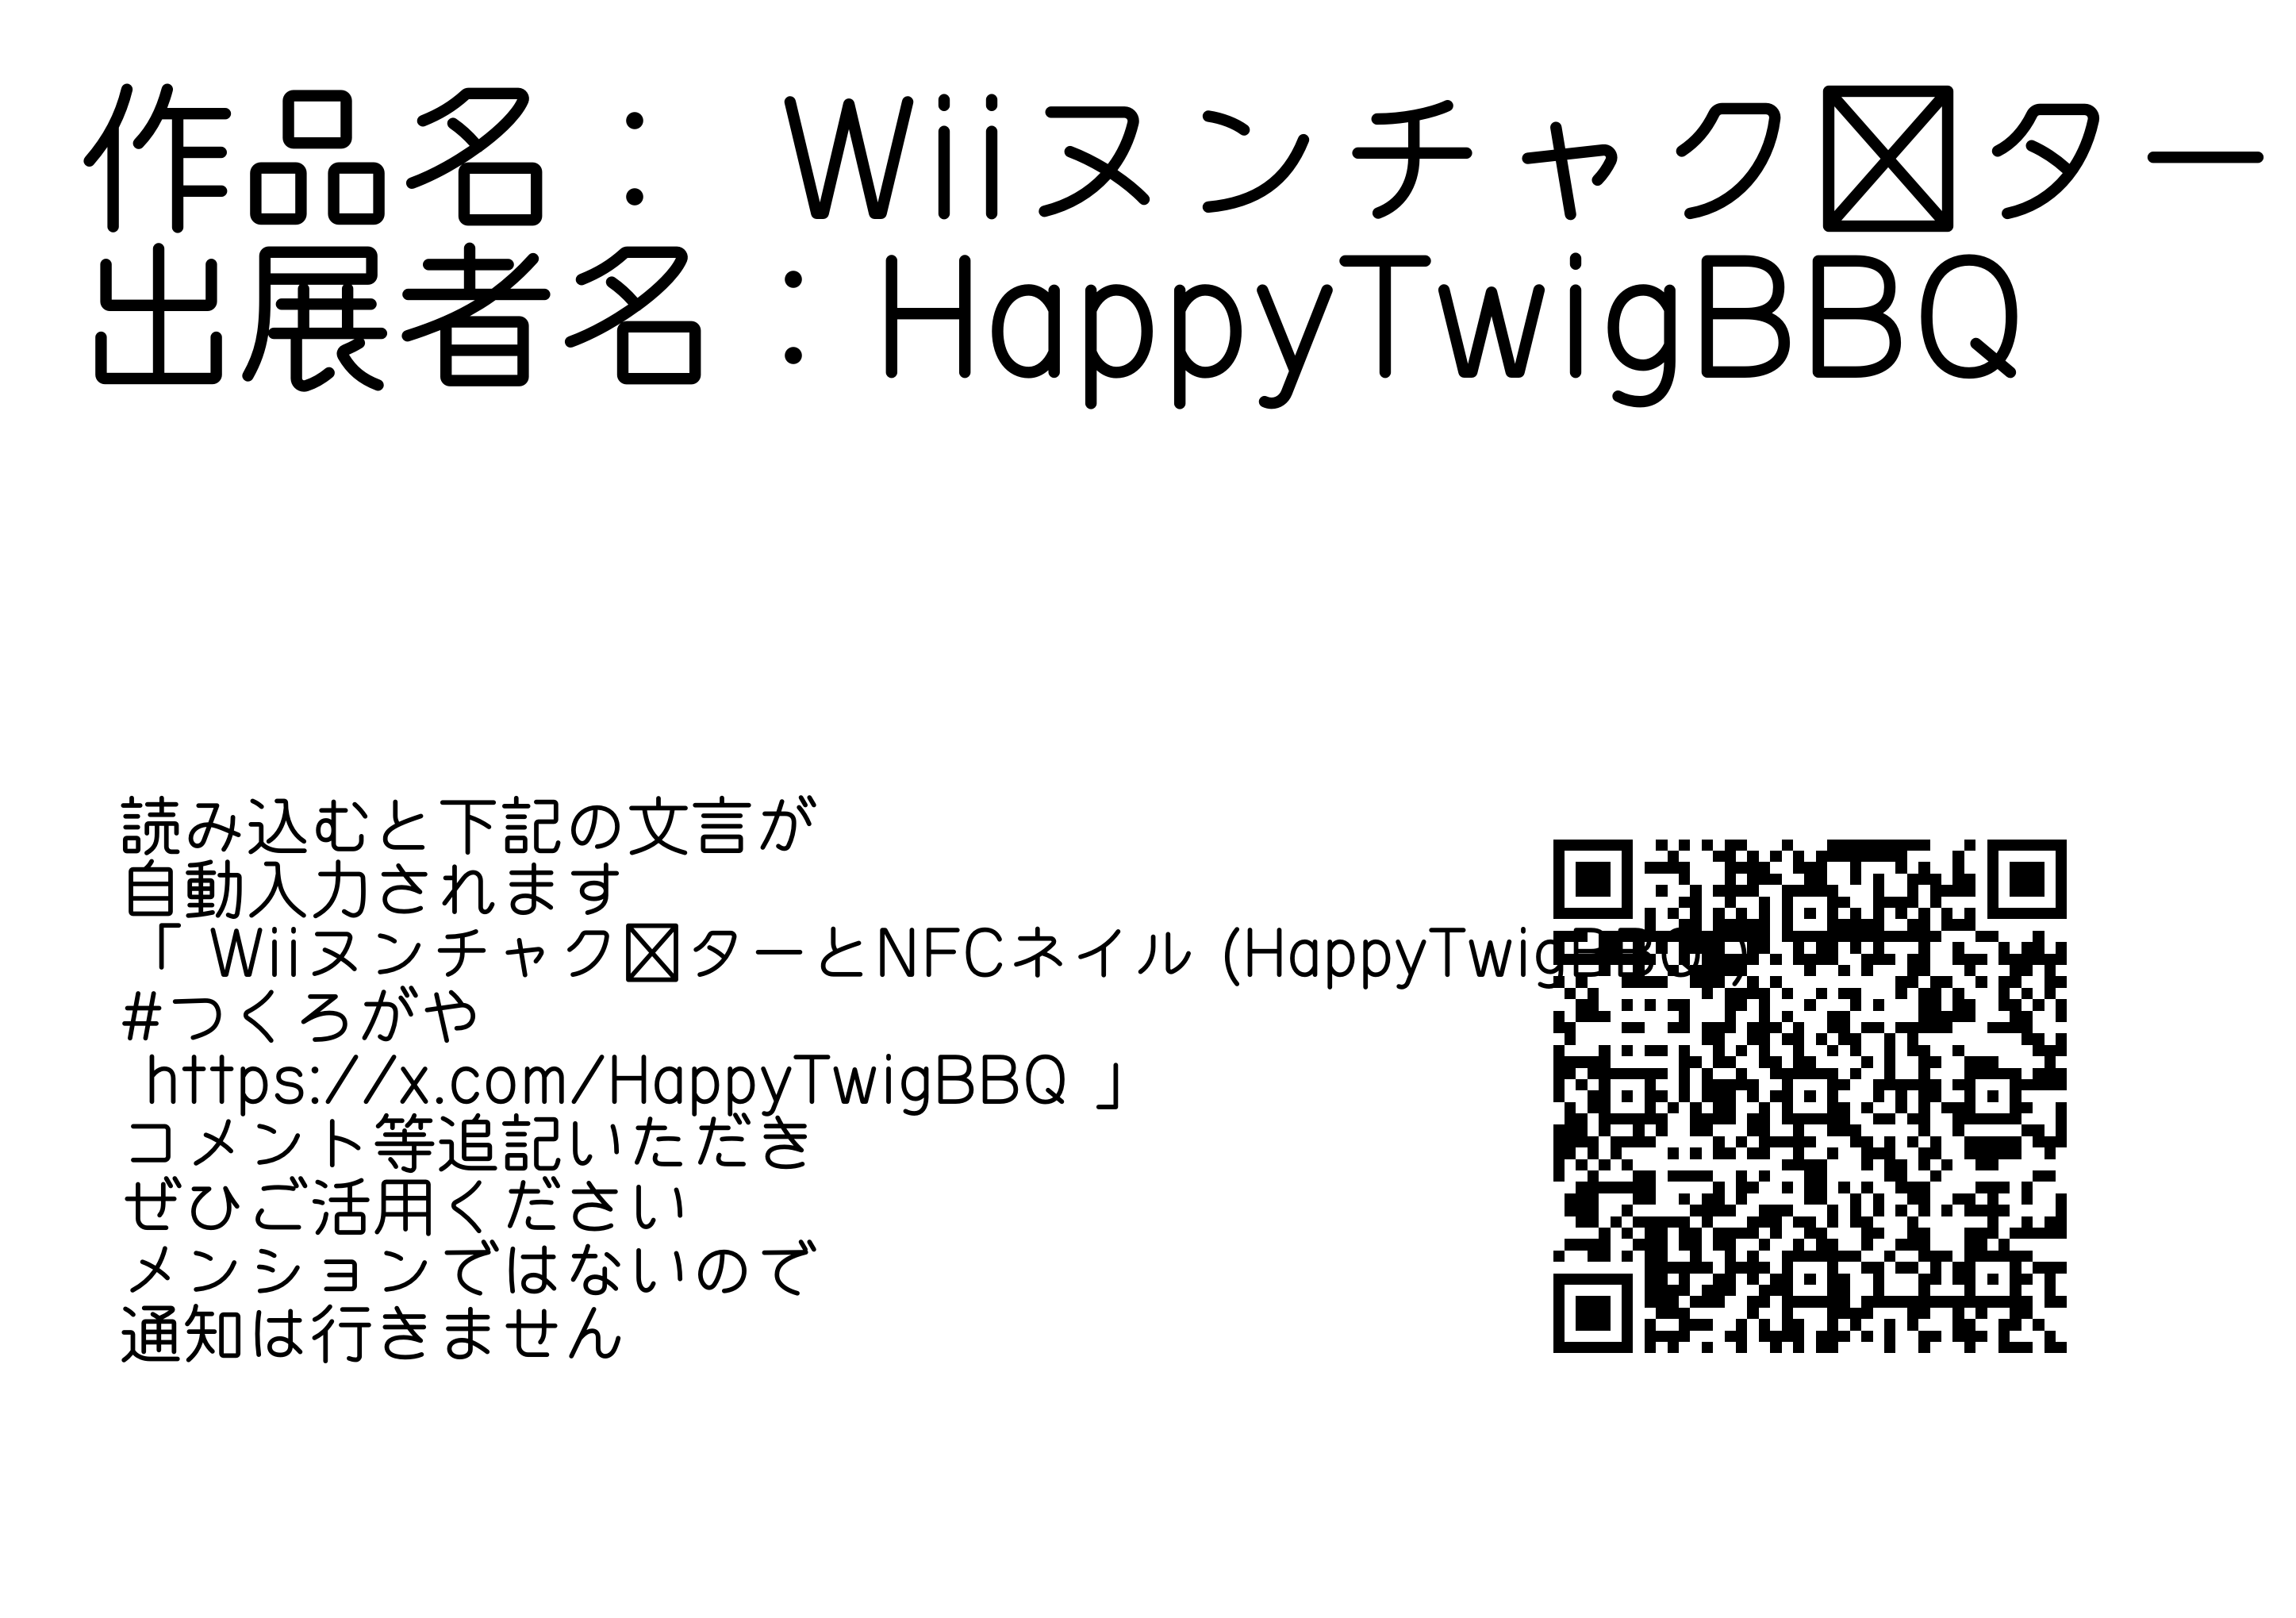 作品名： Wiiヌンチャク☒ター
出展者名：HappyTwigBBQ
読み込むと下記の文言が
自動入力されます
「 Wiiヌンチャク☒ターとNFCネイル (HappyTwigBBQ)
#つくろがや
https://x.com/HappyTwigBBQ 」
コメント等追記いただき
ぜひご活用ください
メンションではないので
通知は行きません